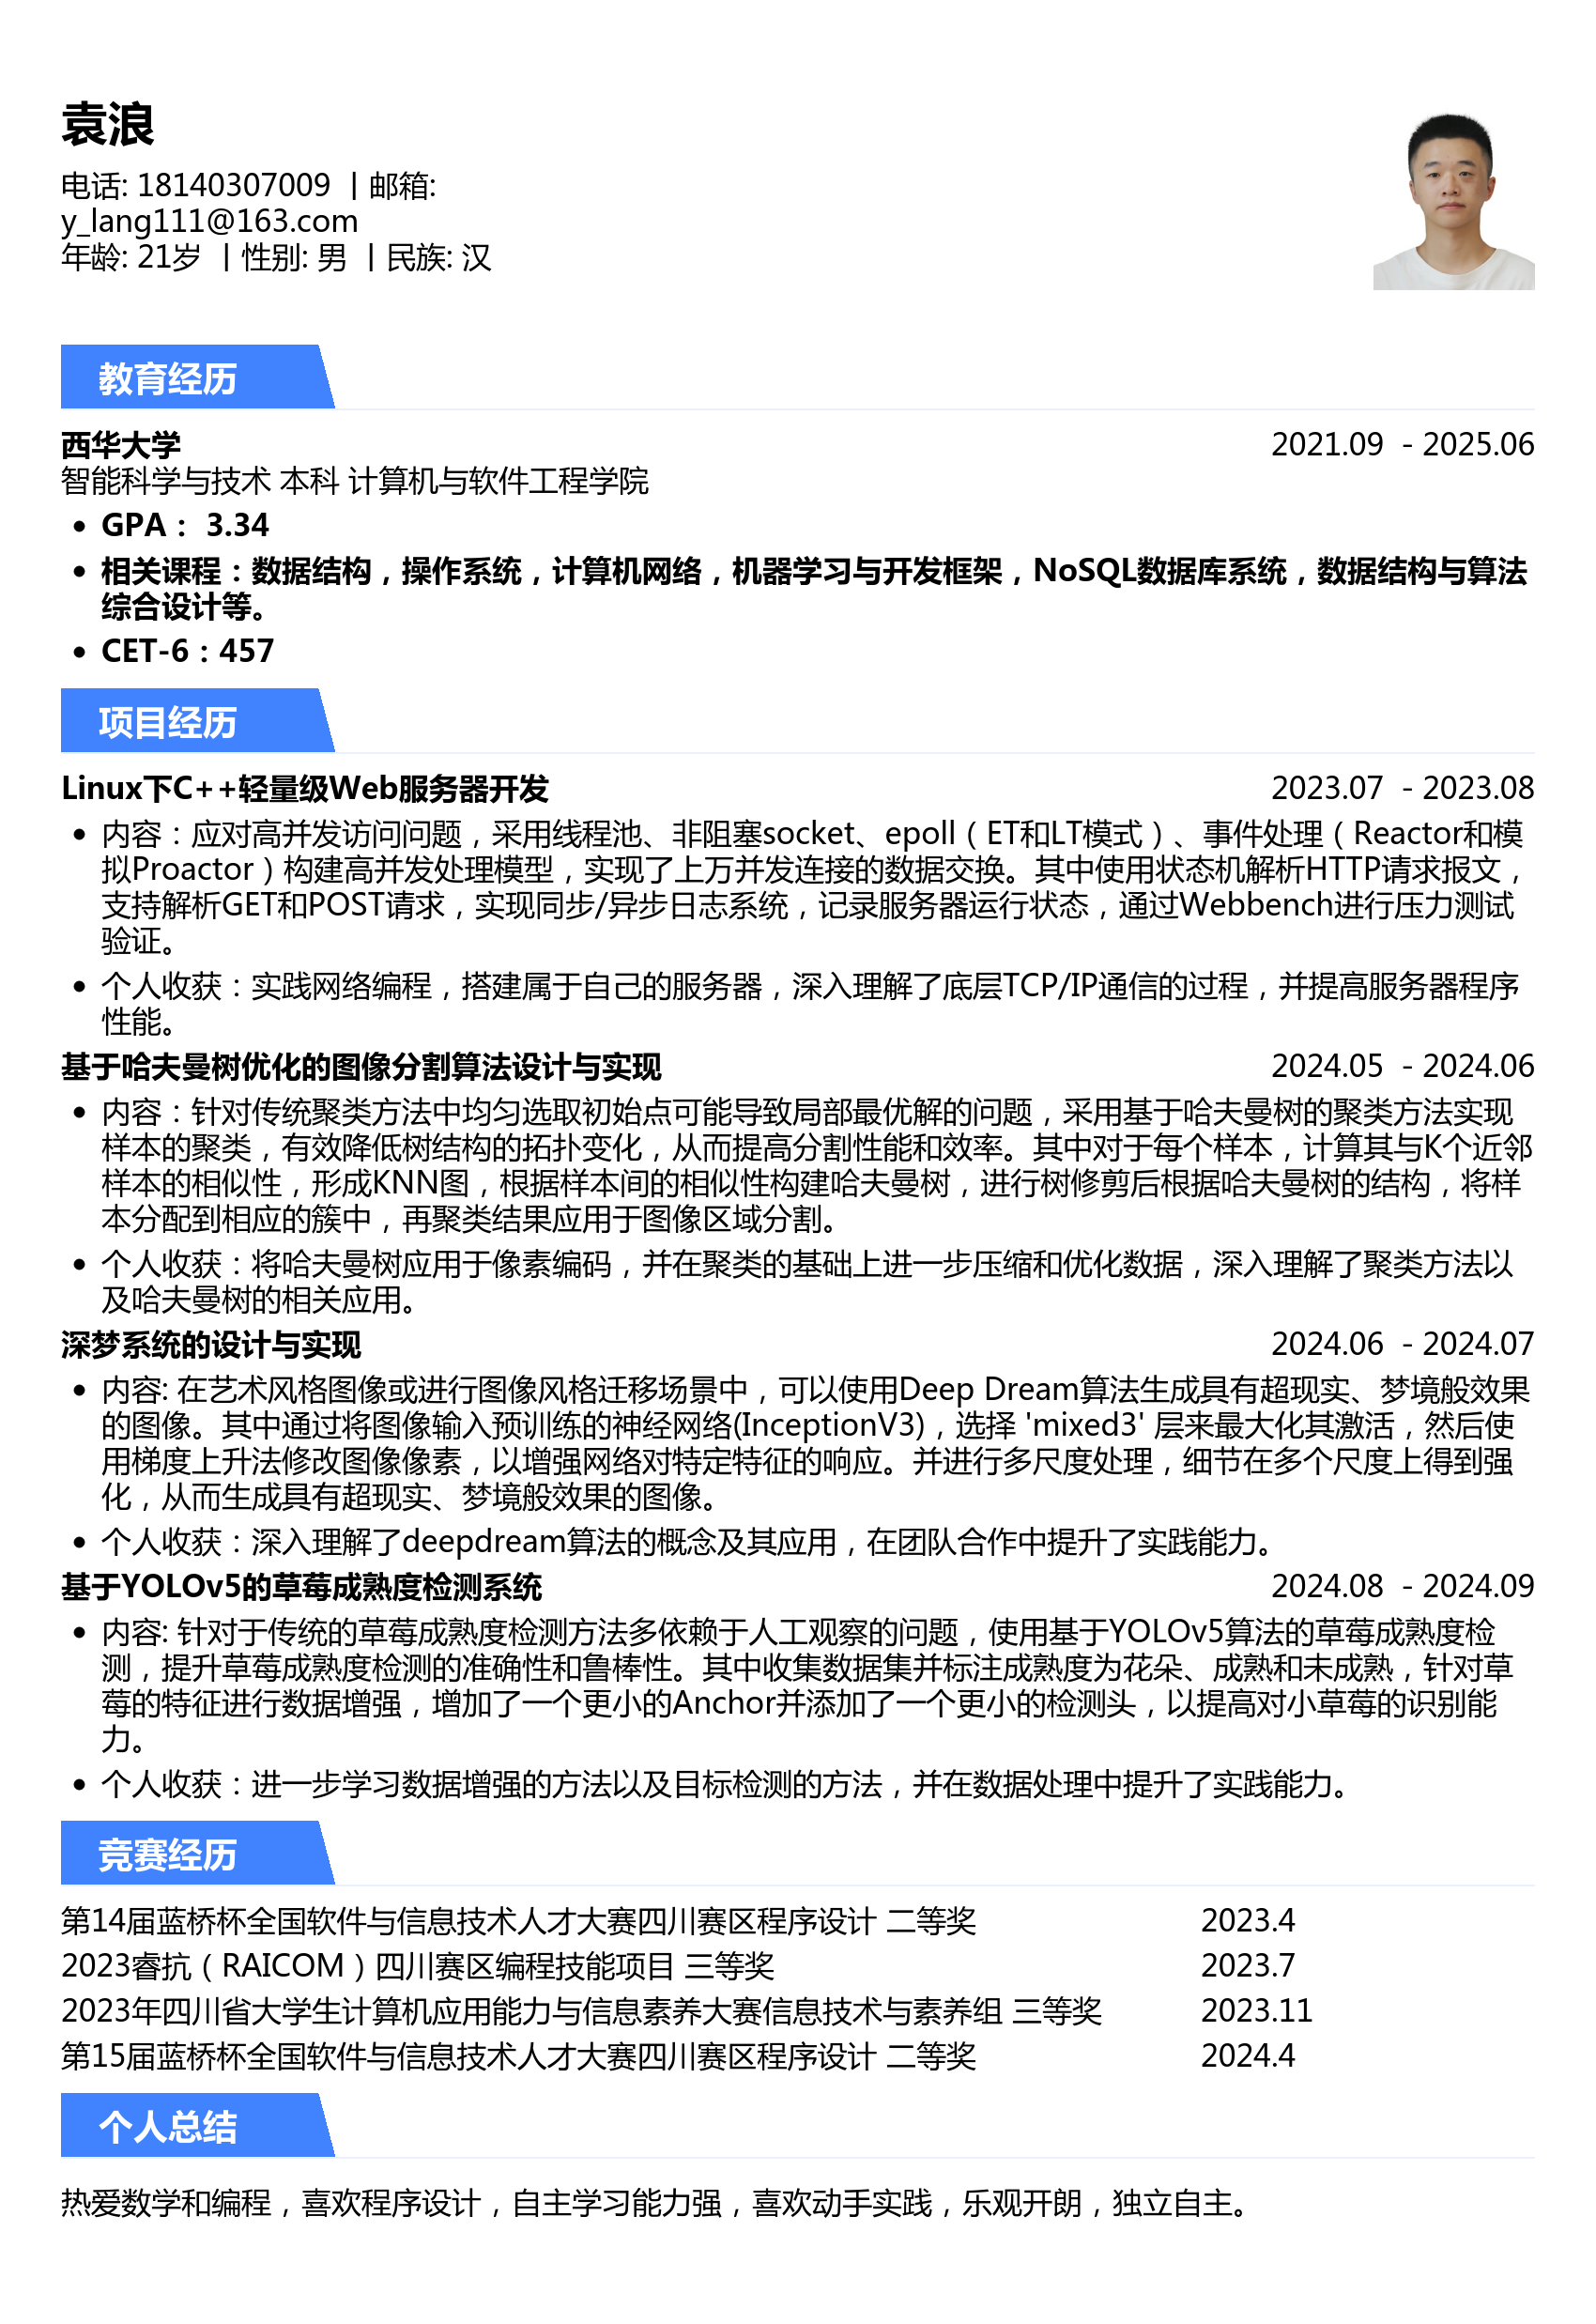 袁浪
电话: 18140307009 丨邮箱:
y_lang111@163.com
年龄: 21岁 丨性别: 男 丨民族: 汉
教育经历
西华大学 2021.09 - 2025.06
智能科学与技术 本科 计算机与软件工程学院
• GPA： 3.34
• 相关课程：数据结构，操作系统，计算机网络，机器学习与开发框架，NoSQL数据库系统，数据结构与算法
综合设计等。
• CET-6：457
项目经历
Linux下C++轻量级Web服务器开发 2023.07 - 2023.08
• 内容：应对高并发访问问题，采用线程池、非阻塞socket、epoll（ET和LT模式）、事件处理（Reactor和模
拟Proactor）构建高并发处理模型，实现了上万并发连接的数据交换。其中使用状态机解析HTTP请求报文，
支持解析GET和POST请求，实现同步/异步日志系统，记录服务器运行状态，通过Webbench进行压力测试
验证。
• 个人收获：实践网络编程，搭建属于自己的服务器，深入理解了底层TCP/IP通信的过程，并提高服务器程序
性能。
基于哈夫曼树优化的图像分割算法设计与实现 2024.05 - 2024.06
• 内容：针对传统聚类方法中均匀选取初始点可能导致局部最优解的问题，采用基于哈夫曼树的聚类方法实现
样本的聚类，有效降低树结构的拓扑变化，从而提高分割性能和效率。其中对于每个样本，计算其与K个近邻
样本的相似性，形成KNN图，根据样本间的相似性构建哈夫曼树，进行树修剪后根据哈夫曼树的结构，将样
本分配到相应的簇中，再聚类结果应用于图像区域分割。
• 个人收获：将哈夫曼树应用于像素编码，并在聚类的基础上进一步压缩和优化数据，深入理解了聚类方法以
及哈夫曼树的相关应用。
深梦系统的设计与实现 2024.06 - 2024.07
• 内容: 在艺术风格图像或进行图像风格迁移场景中，可以使用Deep Dream算法生成具有超现实、梦境般效果
的图像。其中通过将图像输入预训练的神经网络(InceptionV3)，选择 'mixed3' 层来最大化其激活，然后使
用梯度上升法修改图像像素，以增强网络对特定特征的响应。并进行多尺度处理，细节在多个尺度上得到强
化，从而生成具有超现实、梦境般效果的图像。
• 个人收获：深入理解了deepdream算法的概念及其应用，在团队合作中提升了实践能力。
基于YOLOv5的草莓成熟度检测系统 2024.08 - 2024.09
• 内容: 针对于传统的草莓成熟度检测方法多依赖于人工观察的问题，使用基于YOLOv5算法的草莓成熟度检
测，提升草莓成熟度检测的准确性和鲁棒性。其中收集数据集并标注成熟度为花朵、成熟和未成熟，针对草
莓的特征进行数据增强，增加了一个更小的Anchor并添加了一个更小的检测头，以提高对小草莓的识别能
力。
• 个人收获：进一步学习数据增强的方法以及目标检测的方法，并在数据处理中提升了实践能力。
竞赛经历
第14届蓝桥杯全国软件与信息技术人才大赛四川赛区程序设计 二等奖 2023.4
2023睿抗（RAICOM）四川赛区编程技能项目 三等奖 2023.7
2023年四川省大学生计算机应用能力与信息素养大赛信息技术与素养组 三等奖 2023.11
第15届蓝桥杯全国软件与信息技术人才大赛四川赛区程序设计 二等奖 2024.4
个人总结
热爱数学和编程，喜欢程序设计，自主学习能力强，喜欢动手实践，乐观开朗，独立自主。